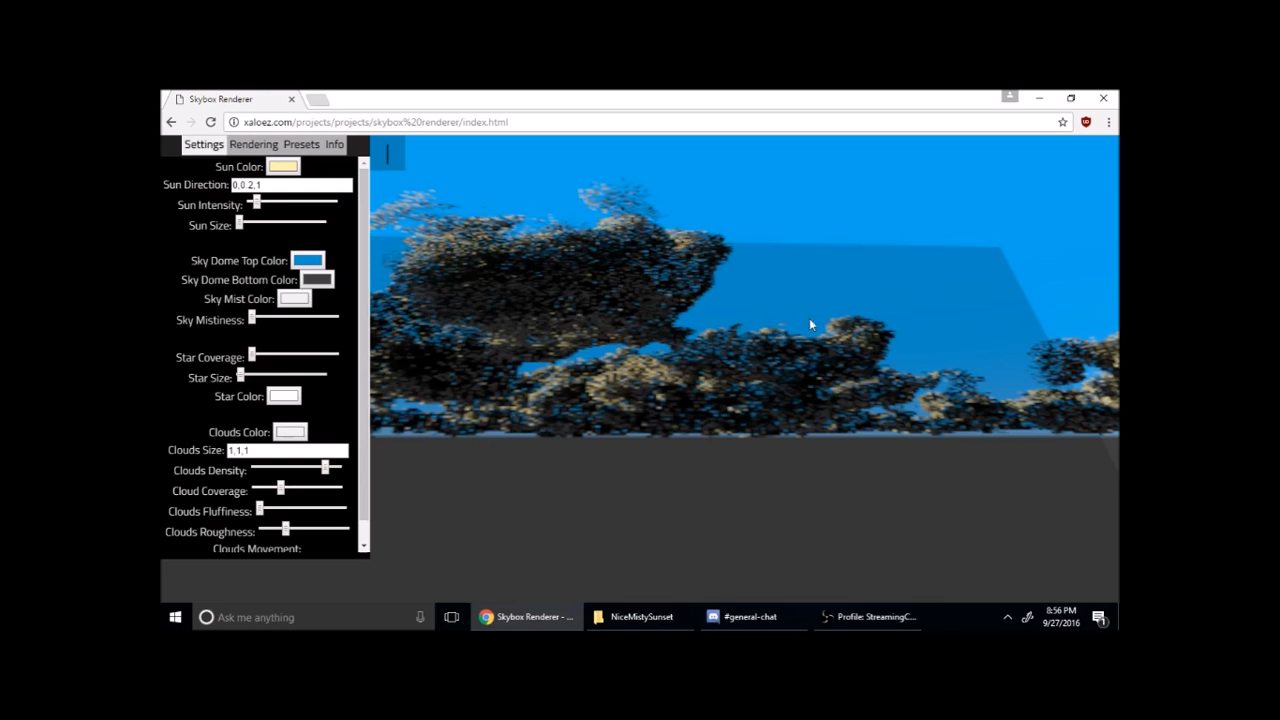 Skybox Renderer
xaloez.com/projects/projects/skybox%20renderer/index.html
Settings Rendering Presets Info
Sun Color:
Sun Direction: 0,0.2,1
Sun Intensity:
Sun Size:
Sky Dome Top Color:
Sky Dome Bottom Color:
Sky Mist Color:
Sky Mistiness:
Star Coverage:
Star Size:
Star Color:
Clouds Color:
Clouds Size: 1,1,1
Clouds Density:
Cloud Coverage:
Clouds Fluffiness:
Clouds Roughness:
Clouds Movement:
Ask me anything
Skybox Renderer - ...
NiceMistySunset
#general-chat
Profile: StreamingC...
8:56 PM
9/27/2016
1